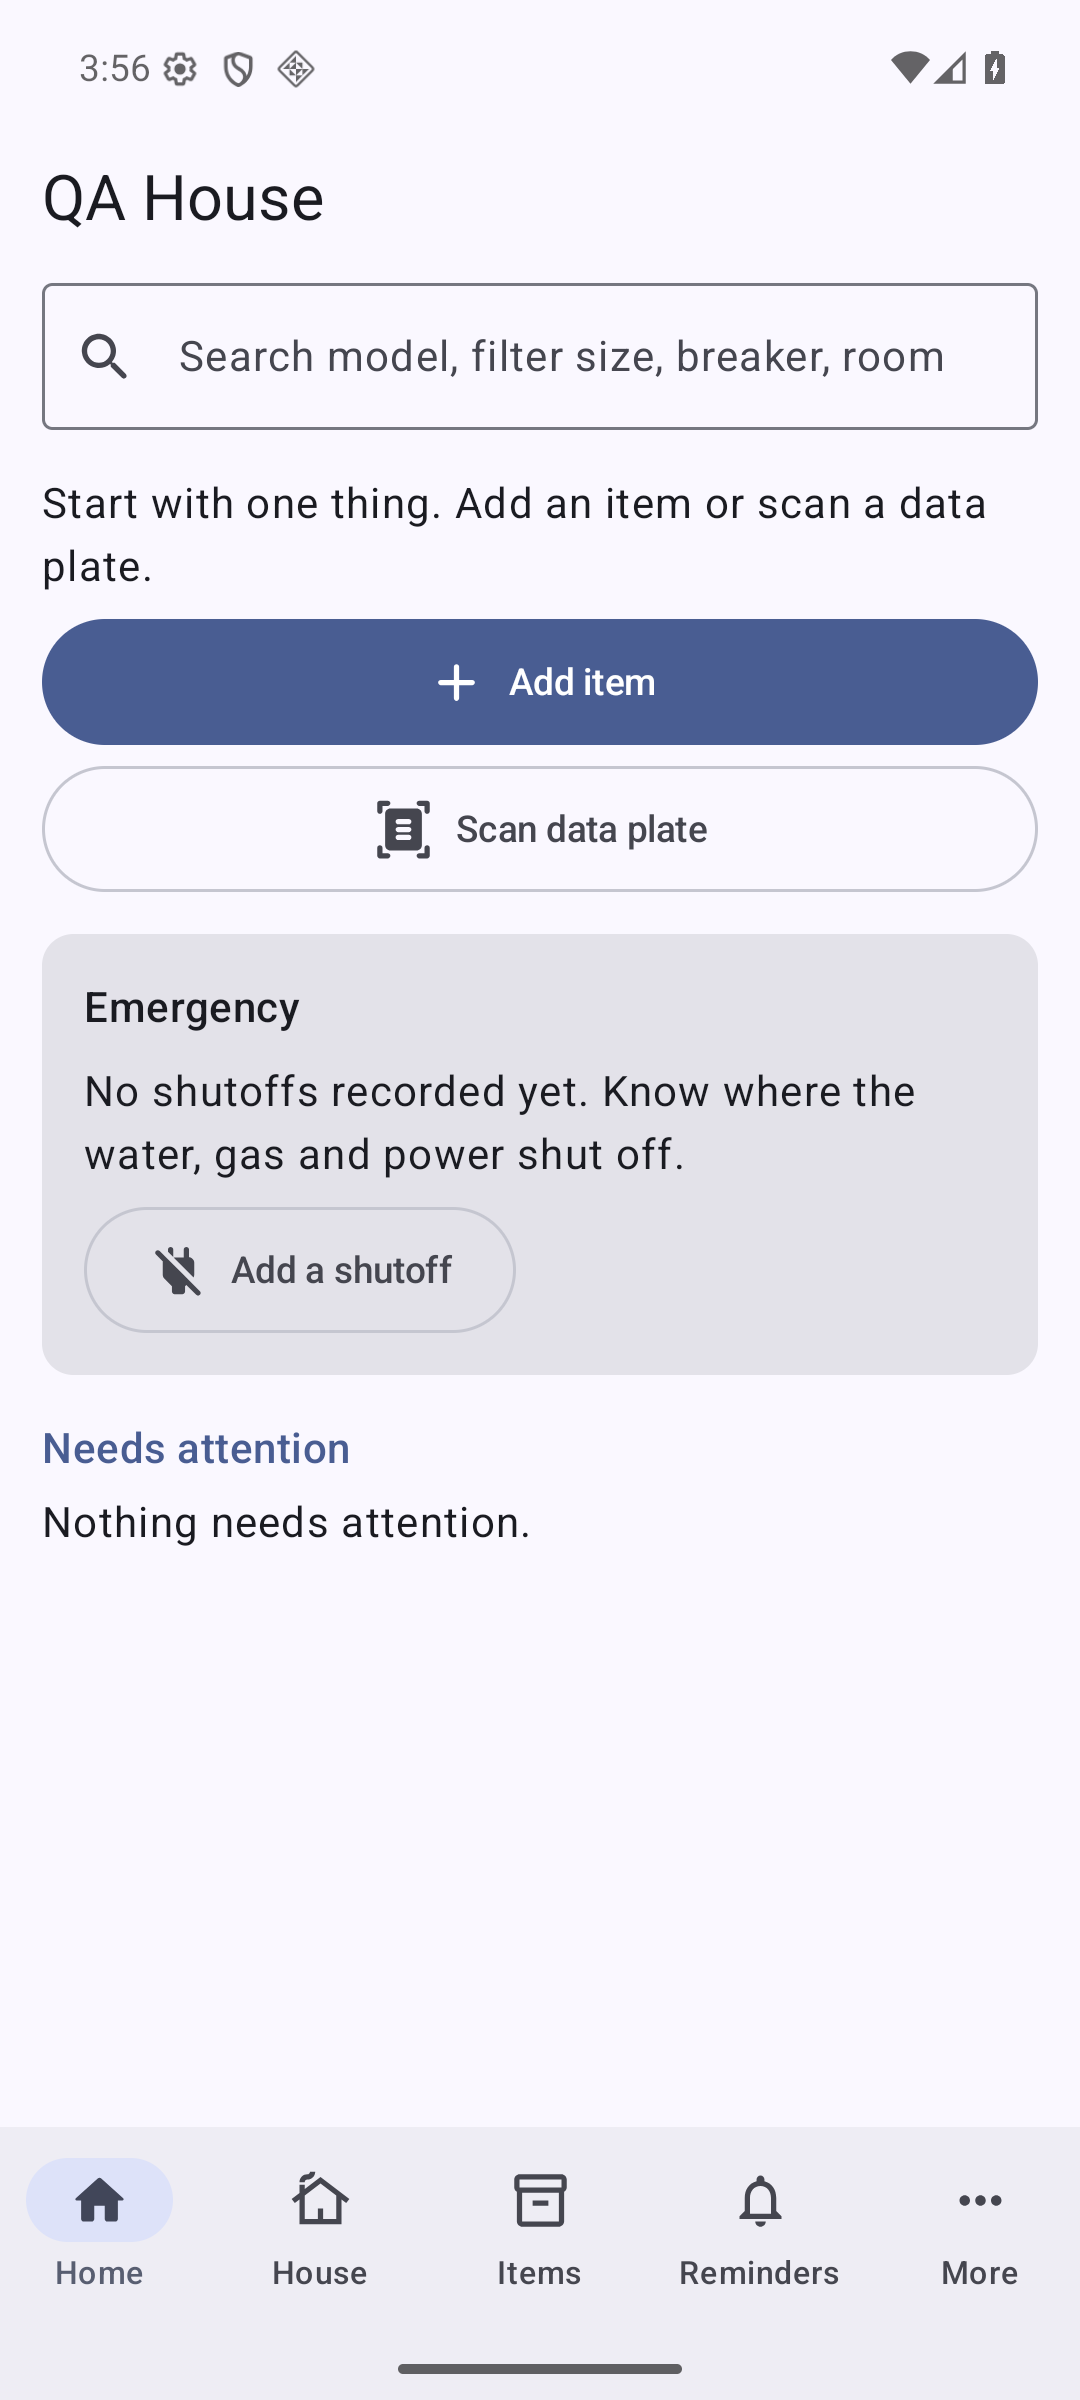 3:56
QA House
Search model, filter size, breaker, room
Start with one thing. Add an item or scan a data
plate.
Add item
Scan data plate
Emergency
No shutoffs recorded yet. Know where the
water, gas and power shut off.
Add a shutoff
Needs attention
Nothing needs attention.
Home
House
Items
Reminders
More